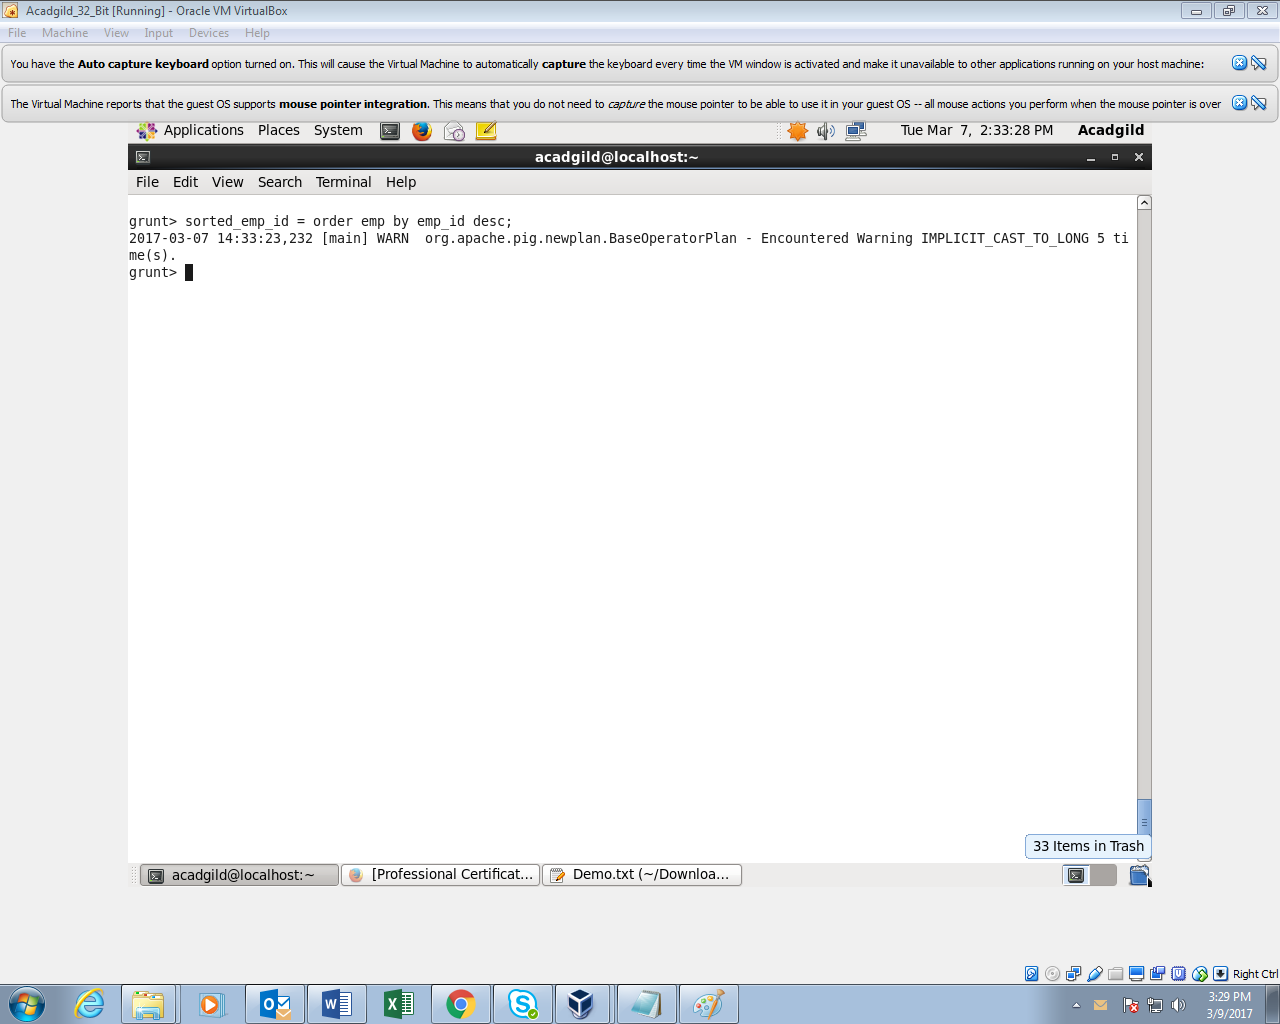 Acadgild_32_Bit [Running] - Oracle VM VirtualBox
File Machine View Input Devices Help
You have the Auto capture keyboard option turned on. This will cause the Virtual Machine to automatically capture the keyboard every time the VM window is activated and make it unavailable to other applications running on your host machine:
The Virtual Machine reports that the guest OS supports mouse pointer integration. This means that you do not need to capture the mouse pointer to be able to use it in your guest OS -- all mouse actions you perform when the mouse pointer is over
Applications Places System Tue Mar 7, 2:33:28 PM Acadgild
acadgild@localhost:~
File Edit View Search Terminal Help
grunt> sorted_emp_id = order emp by emp_id desc;
2017-03-07 14:33:23,232 [main] WARN  org.apache.pig.newplan.BaseOperatorPlan - Encountered Warning IMPLICIT_CAST_TO_LONG 5 ti
me(s).
grunt>
33 Items in Trash
acadgild@localhost:~ [Professional Certificat... Demo.txt (~/Downloa...
Right Ctrl
3:29 PM
3/9/2017